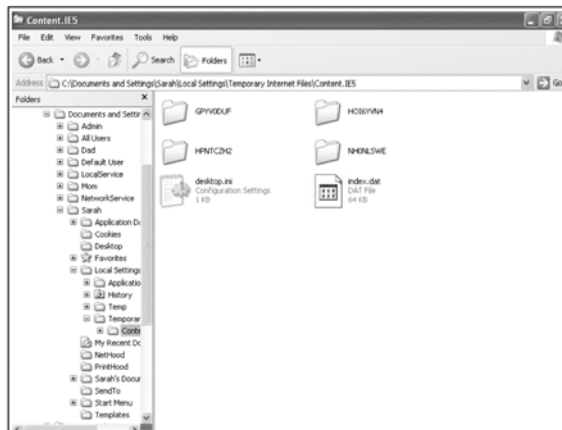 Content.IE5
File Edit View Favorites Tools Help
Back Search Folders
Address C:\Documents and Settings\Sarah\Local Settings\Temporary Internet Files\Content.IE5 Go
Folders
Documents and Settir
Admin
All Users
Dad
Default User
LocalService
Mom
NetworkService
Sarah
Application Da
Cookies
Desktop
Favorites
Local Settings
Applicatio
History
Temp
Temporar
Conte
My Recent Do
NetHood
PrintHood
Sarah's Docur
SendTo
Start Menu
Templates
GPYV0DUF
HOI6YVN4
HPNTCZH2
NH0NLSWE
desktop.ini
Configuration Settings
1 KB
index.dat
DAT File
64 KB